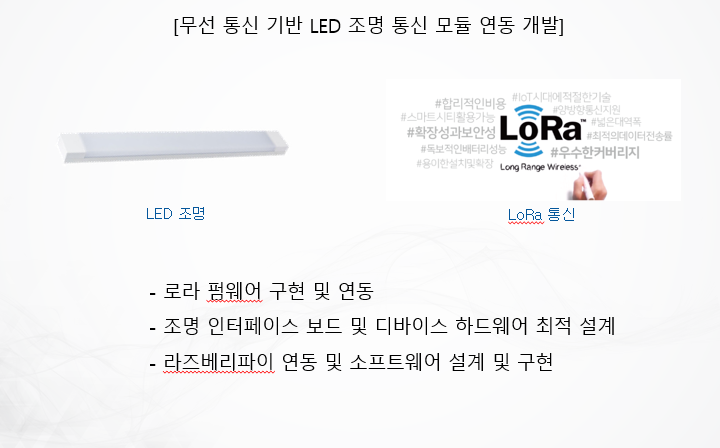 [무선 통신 기반 LED 조명 통신 모듈 연동 개발]
#합리적인비용 #IoT시대에적절한기술
#스마트시티활용가능 #양방향통신지원
#확장성과보안성 LoRa™ #넓은대역폭
#최적의데이터전송률
#독보적인배터리성능 #우수한커버리지
#용이한설치및확장 Long Range Wireless
LED 조명
LoRa 통신
- 로라 펌웨어 구현 및 연동
- 조명 인터페이스 보드 및 디바이스 하드웨어 최적 설계
- 라즈베리파이 연동 및 소프트웨어 설계 및 구현